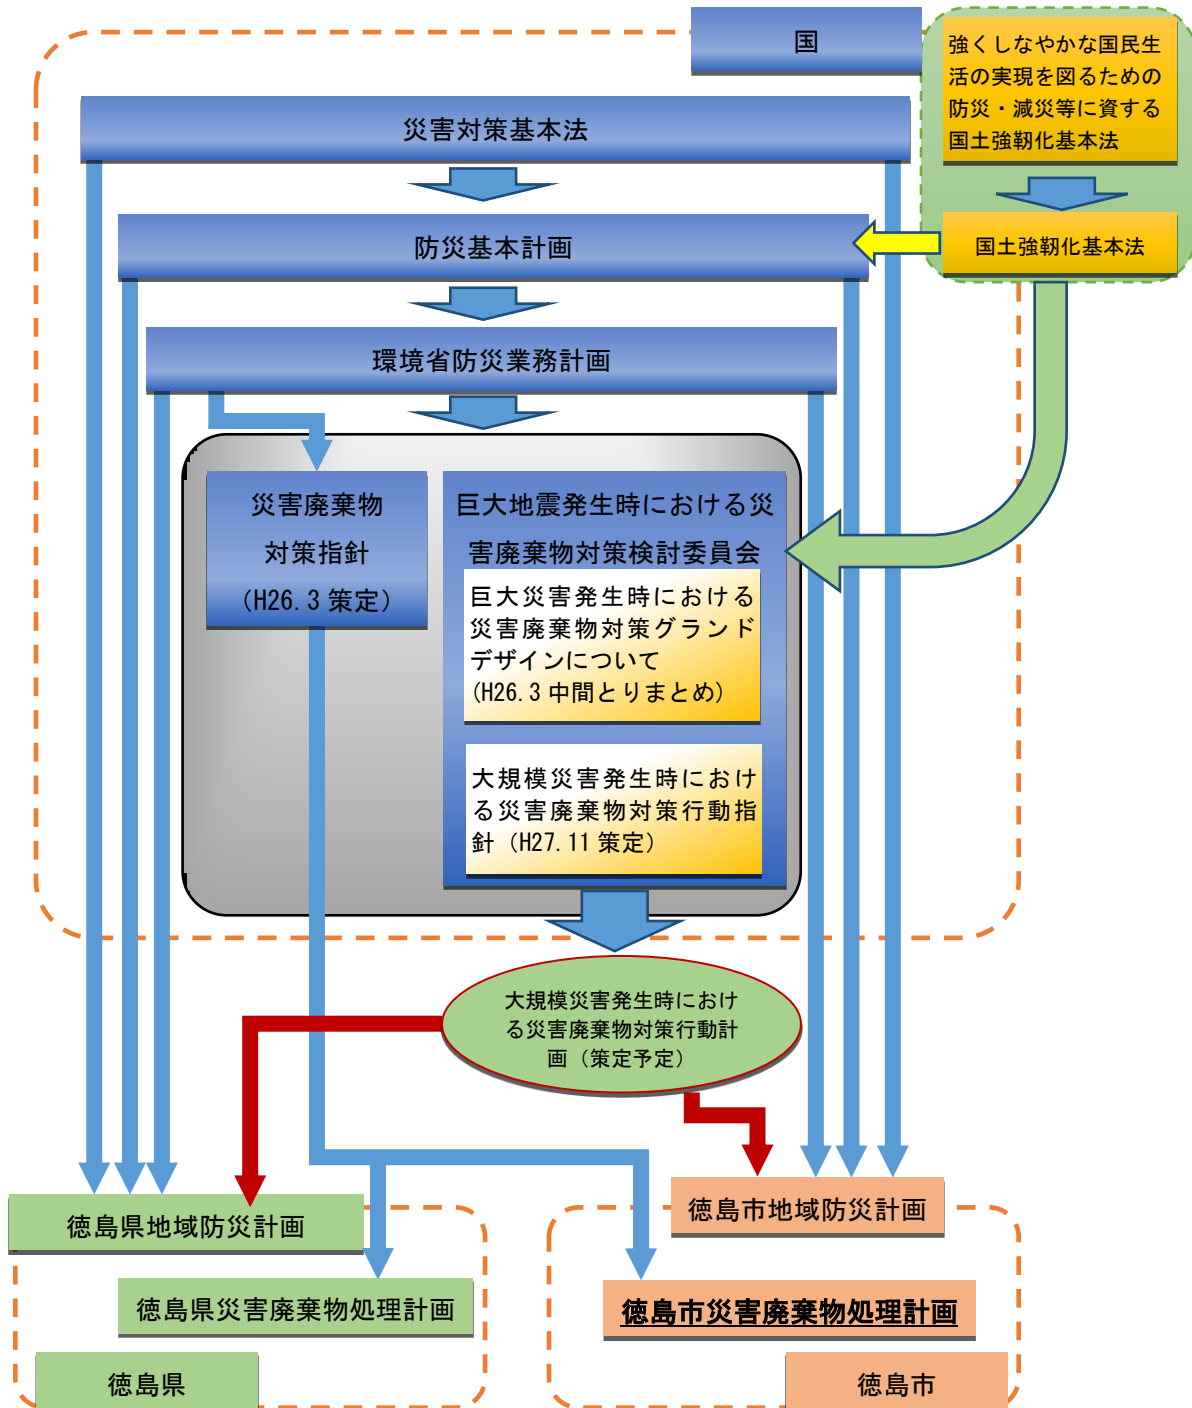 国
強くしなやかな国民生
活の実現を図るための
防災・減災等に資する
国土強靭化基本法
災害対策基本法
防災基本計画
国土強靭化基本法
環境省防災業務計画
災害廃棄物
対策指針
（H26.3 策定）
巨大地震発生時における災
害廃棄物対策検討委員会
巨大災害発生時における
災害廃棄物対策グランド
デザインについて
(H26.3 中間とりまとめ)
大規模災害発生時におけ
る災害廃棄物対策行動指
針（H27.11 策定）
大規模災害発生時におけ
る災害廃棄物対策行動計
画（策定予定）
徳島県地域防災計画
徳島市地域防災計画
徳島県災害廃棄物処理計画
徳島市災害廃棄物処理計画
徳島県
徳島市